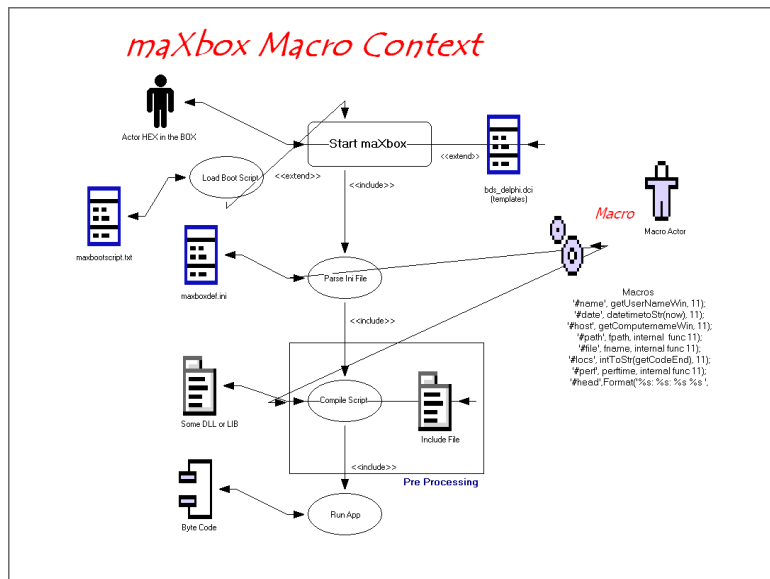 maXbox Macro Context
Actor HEX in the BOX
Start maXbox
<<extend>>
bds_delphi.dci
(templates)
Load Boot Script
<<extend>>
<<include>>
Macro
Macro Actor
maxbootscript.txt
maxboxdef.ini
Parse Ini File
Macros
'#name', getUserNameWin, 11);
'#date', datetimetoStr(now), 11);
'#host', getComputernameWin, 11);
'#path', fpath, internal func 11);
'#file', fname, internal func 11);
'#locs', intToStr(getCodeEnd), 11);
'#perf', perftime, internal func 11);
'#head',Format('%s: %s: %s %s ',
<<include>>
Some DLL or LIB
Compile Script
Include File
<<include>>
Pre Processing
Byte Code
Run App